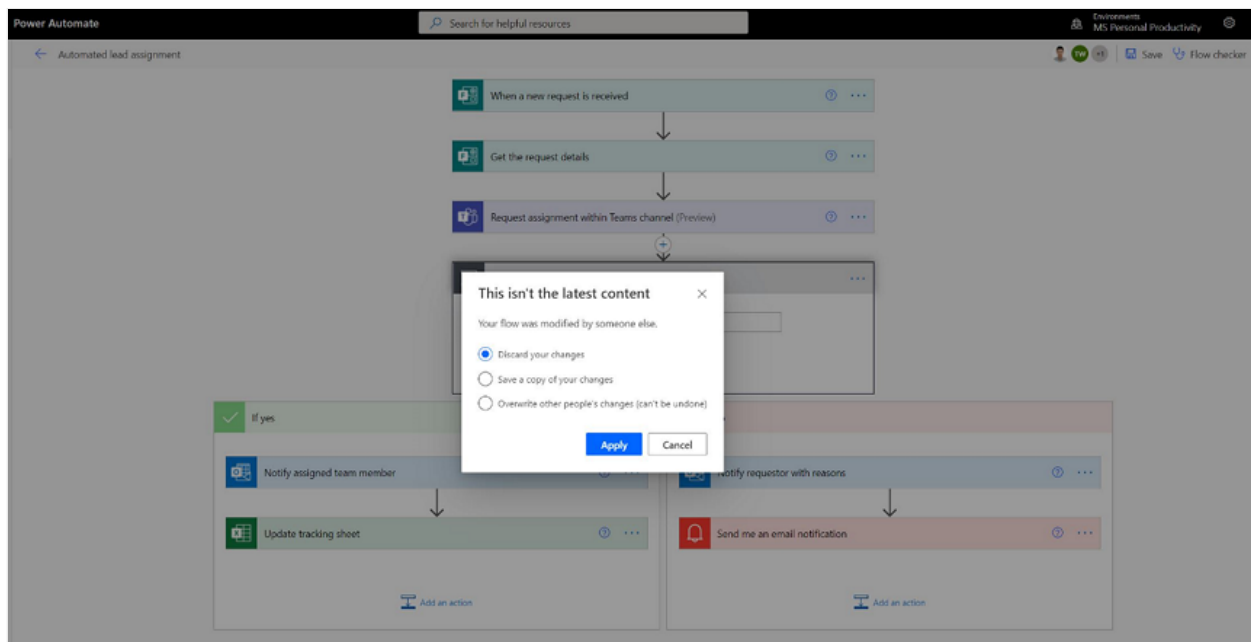 Power Automate
Search for helpful resources
Environments
MS Personal Productivity
Automated lead assignment
TW
Save
Flow checker
When a new request is received
Get the request details
Request assignment within Teams channel (Preview)
This isn't the latest content
Your flow was modified by someone else.
Discard your changes
Save a copy of your changes
Overwrite other people's changes (can't be undone)
Apply
Cancel
If yes
Notify assigned team member
Notify requestor with reasons
Update tracking sheet
Send me an email notification
Add an action
Add an action